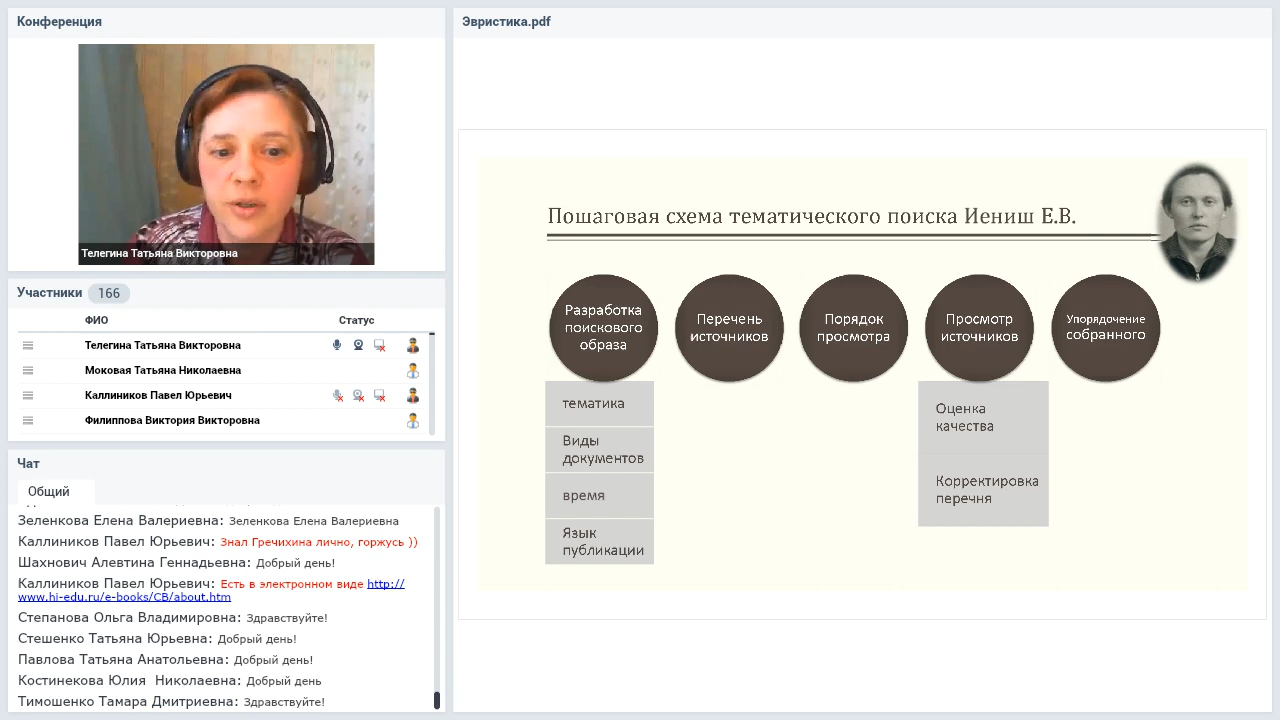 Конференция
Телегина Татьяна Викторовна
Участники 166
ФИО Статус
Телегина Татьяна Викторовна
Моковая Татьяна Николаевна
Каллиников Павел Юрьевич
Филиппова Виктория Викторовна
Чат
Общий
Зеленкова Елена Валериевна: Зеленкова Елена Валериевна
Каллиников Павел Юрьевич: Знал Гречихина лично, горжусь ))
Шахнович Алевтина Геннадьевна: Добрый день!
Каллиников Павел Юрьевич: Есть в электронном виде http://
www.hi-edu.ru/e-books/CB/about.htm
Степанова Ольга Владимировна: Здравствуйте!
Стешенко Татьяна Юрьевна: Добрый день!
Павлова Татьяна Анатольевна: Добрый день!
Костинекова Юлия Николаевна: Добрый день
Тимошенко Тамара Дмитриевна: Здравствуйте!
Эвристика.pdf
Пошаговая схема тематического поиска Иениш Е.В.
Разработка
поискового
образа
Перечень
источников
Порядок
просмотра
Просмотр
источников
Упорядочение
собранного
тематика
Виды
документов
время
Язык
публикации
Оценка
качества
Корректировка
перечня